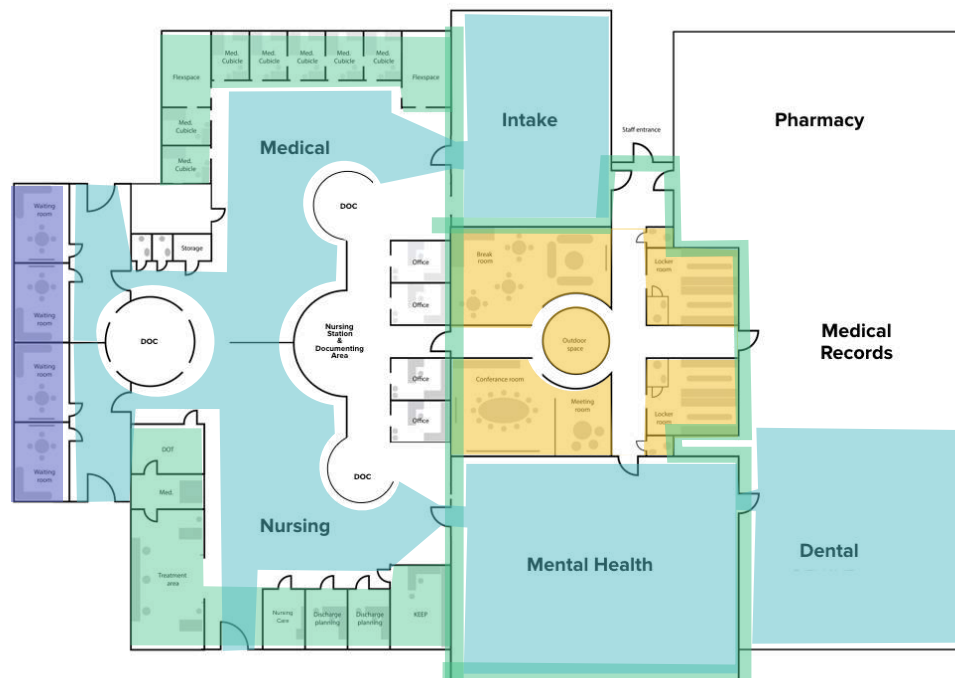 Med.
Cubicle
Med.
Cubicle
Med.
Cubicle
Med.
Cubicle
Med.
Cubicle
Flexspace
Flexspace
Intake
Pharmacy
Med.
Cubicle
Staff entrance
Medical
Med.
Cubicle
Waiting
room
DOC
Storage
Break
room
Locker
room
Office
Office
Waiting
room
DOC
Nursing
Station
&
Documenting
Area
Outdoor
space
Medical
Records
Waiting
room
Office
Conferance room
Meeting
room
Locker
room
Office
DOT
Waiting
room
DOC
Med.
Nursing
Mental Health
Dental
Treatment
area
Nursing
Care
Discharge
planning
Discharge
planning
KEEP